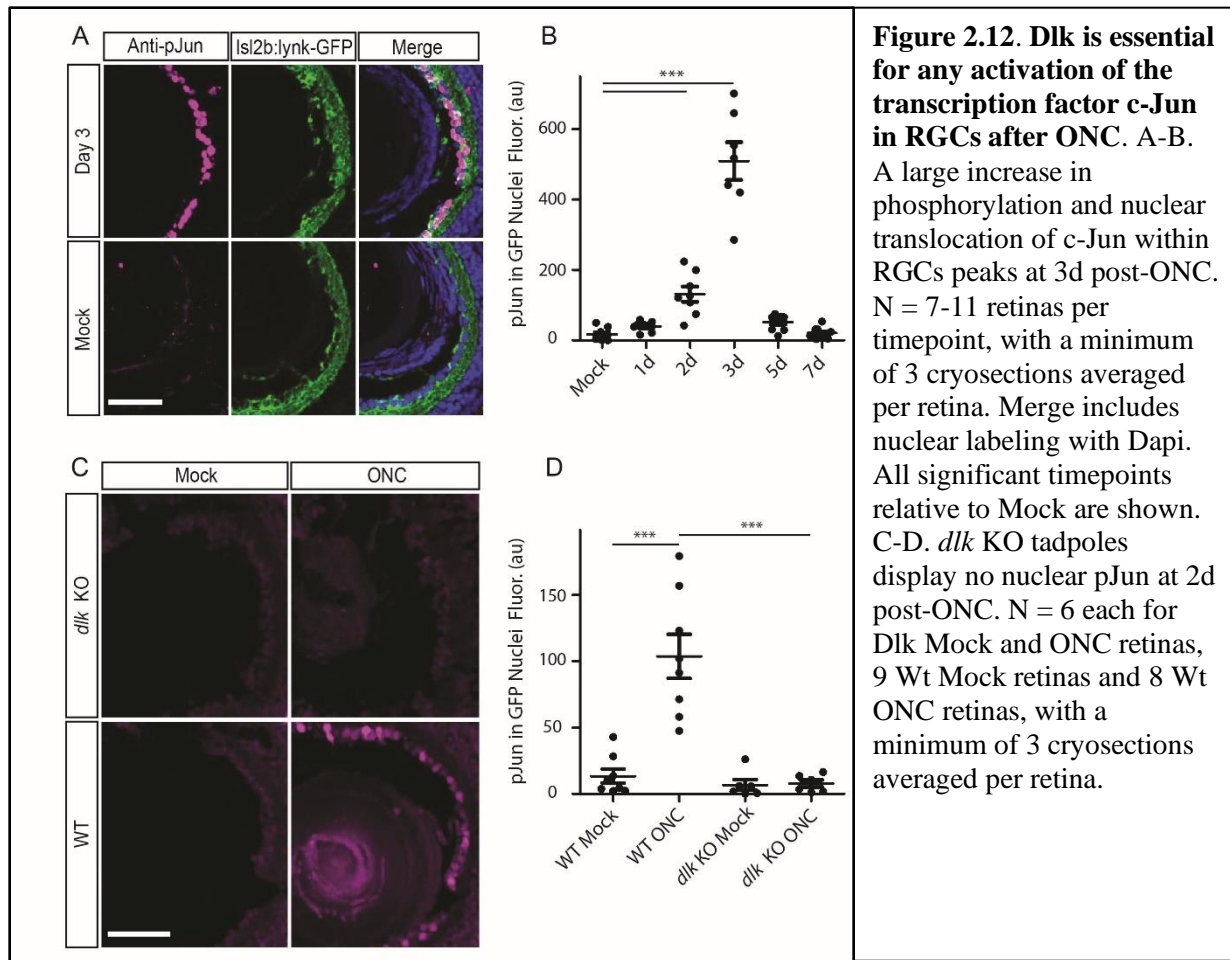 A
Anti-pJun
Isl2b:lynk-GFP
Merge
Day 3
Mock
B
pJun in GFP Nuclei Fluor. (au)
600
400
200
0
***
Mock
1d
2d
3d
5d
7d
C
Mock
ONC
dlk KO
WT
D
pJun in GFP Nuclei Fluor. (au)
150
100
50
0
***
***
WT Mock
WT ONC
dlk KO Mock
dlk KO ONC
Figure 2.12. Dlk is essential
for any activation of the
transcription factor c-Jun
in RGCs after ONC. A-B.
A large increase in
phosphorylation and nuclear
translocation of c-Jun within
RGCs peaks at 3d post-ONC.
N = 7-11 retinas per
timepoint, with a minimum
of 3 cryosections averaged
per retina. Merge includes
nuclear labeling with Dapi.
All significant timepoints
relative to Mock are shown.
C-D. dlk KO tadpoles
display no nuclear pJun at 2d
post-ONC. N = 6 each for
Dlk Mock and ONC retinas,
9 Wt Mock retinas and 8 Wt
ONC retinas, with a
minimum of 3 cryosections
averaged per retina.